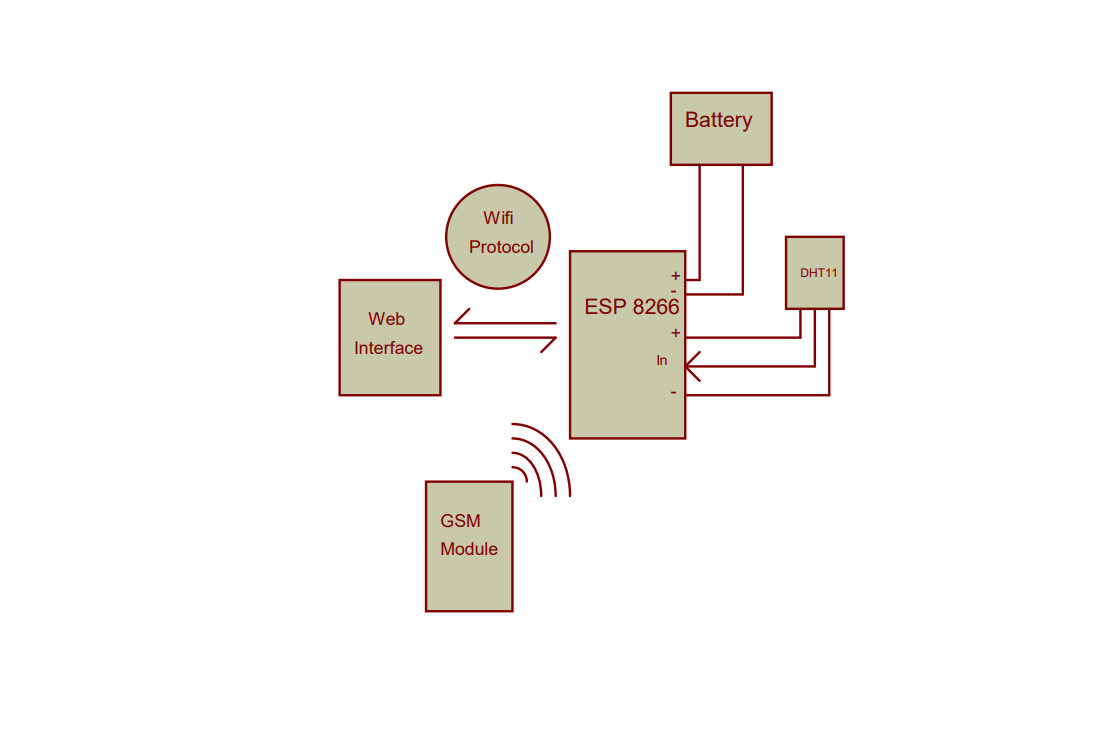 Battery
Wifi
Protocol
DHT11
+
-
ESP 8266
Web
Interface
+
In
-
GSM
Module